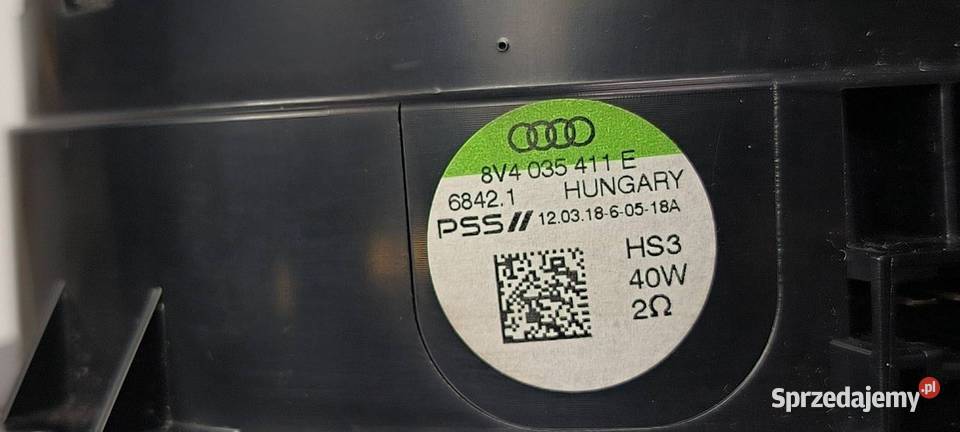 8V4 035 411 E
6842.1 HUNGARY
PSS 12.03.18-6-05-18A
HS3
40W
2Ω
Sprzedajemy.pl